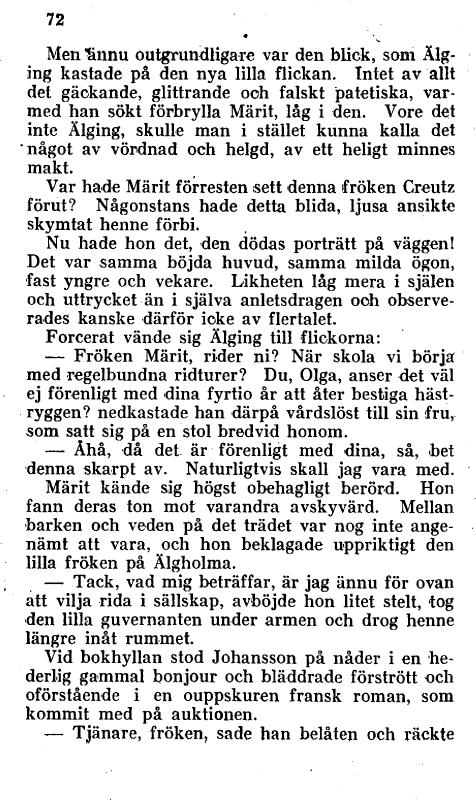 72
Men ännu outgrundligare var den blick, som Älg-
ing kastade på den nya lilla flickan. Intet av allt
det gäckande, glittrande och falskt patetiska, var-
med han sökt förbrylla Märit, låg i den. Vore det
inte Älging, skulle man i stället kunna kalla det
något av vördnad och helgd, av ett heligt minnes
makt.
Var hade Märit förresten sett denna fröken Creutz
förut? Någonstans hade detta blida, ljusa ansikte
skymtat henne förbi.
Nu hade hon det, den dödas porträtt på väggen!
Det var samma böjda huvud, samma milda ögon,
fast yngre och vekare. Likheten låg mera i själen
och uttrycket än i själva anletsdragen och observe-
rades kanske därför icke av flertalet.
Forcerat vände sig Älging till flickorna:
— Fröken Märit, rider ni? När skola vi börja
med regelbundna ridturer? Du, Olga, anser det väl
ej förenligt med dina fyrtio år att åter bestiga häst-
ryggen? nedkastade han därpå vårdslöst till sin fru,
som satt sig på en stol bredvid honom.
— Åhå, då det är förenligt med dina, så, bet
denna skarpt av. Naturligtvis skall jag vara med.
Märit kände sig högst obehagligt berörd. Hon
fann deras ton mot varandra avskyvärd. Mellan
barken och veden på det trädet var nog inte ange-
nämt att vara, och hon beklagade uppriktigt den
lilla fröken på Älgholma.
— Tack, vad mig beträffar, är jag ännu för ovan
att vilja rida i sällskap, avböjde hon litet stelt, tog
den lilla guvernanten under armen och drog henne
längre inåt rummet.
Vid bokhyllan stod Johansson på nåder i en he-
derlig gammal bonjour och bläddrade förstrött och
oförstående i en ouppskuren fransk roman, som
kommit med på auktionen.
— Tjänare, fröken, sade han belåten och räckte